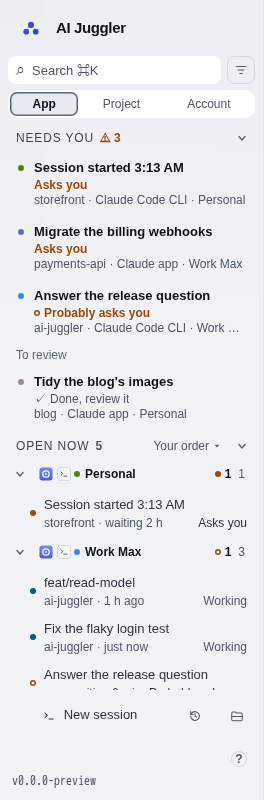 AI Juggler
Search ⌘K
App Project Account
NEEDS YOU 3
Session started 3:13 AM
Asks you
storefront · Claude Code CLI · Personal
Migrate the billing webhooks
Asks you
payments-api · Claude app · Work Max
Answer the release question
Probably asks you
ai-juggler · Claude Code CLI · Work …
To review
Tidy the blog's images
✓ Done, review it
blog · Claude app · Personal
OPEN NOW 5 Your order
Personal 1 1
Session started 3:13 AM
storefront · waiting 2 h Asks you
Work Max 1 3
feat/read-model
ai-juggler · 1 h ago Working
Fix the flaky login test
ai-juggler · just now Working
Answer the release question
New session
?
v0.0.0-preview